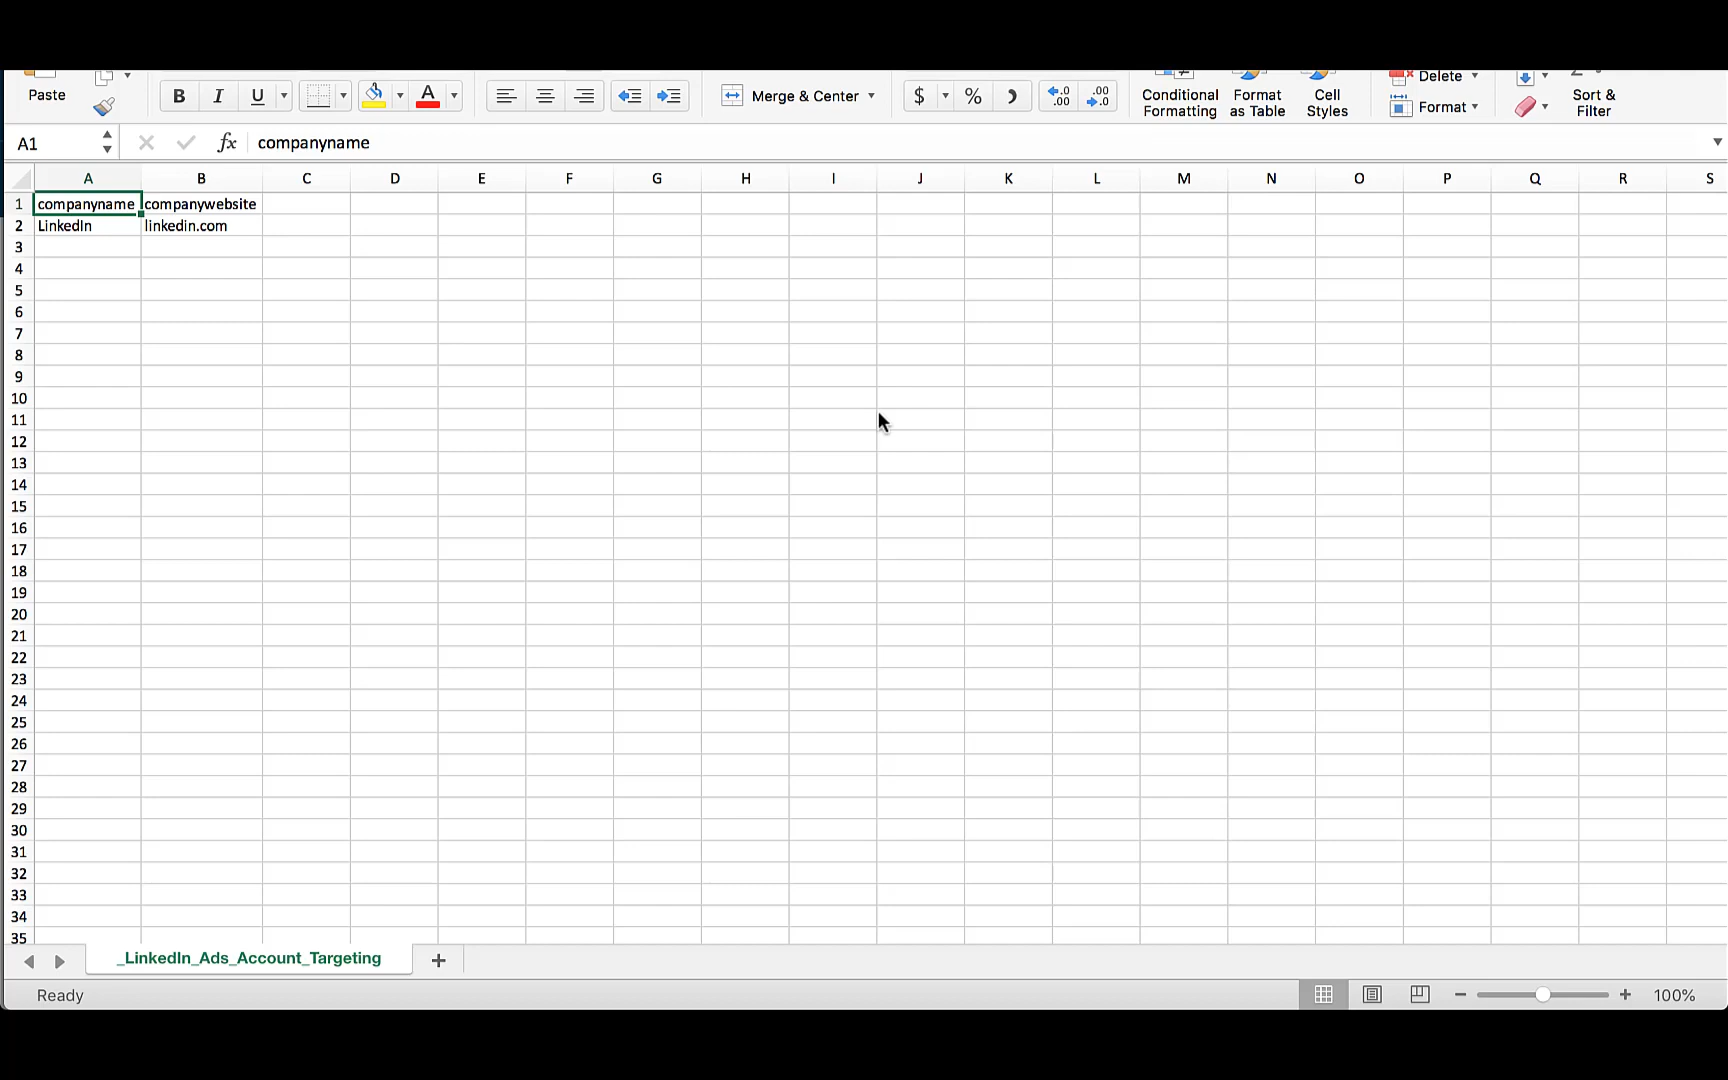 Paste
B I U A
Merge & Center
$ % .00 .00
Conditional Formatting
Format as Table
Cell Styles
Delete
Format
Sort & Filter
A1 fx companyname
A B C D E F G H I J K L M N O P Q R S
1 companyname companywebsite
2 LinkedIn linkedin.com
3
4
5
6
7
8
9
10
11
12
13
14
15
16
17
18
19
20
21
22
23
24
25
26
27
28
29
30
31
32
33
34
35
_LinkedIn_Ads_Account_Targeting
Ready 100%